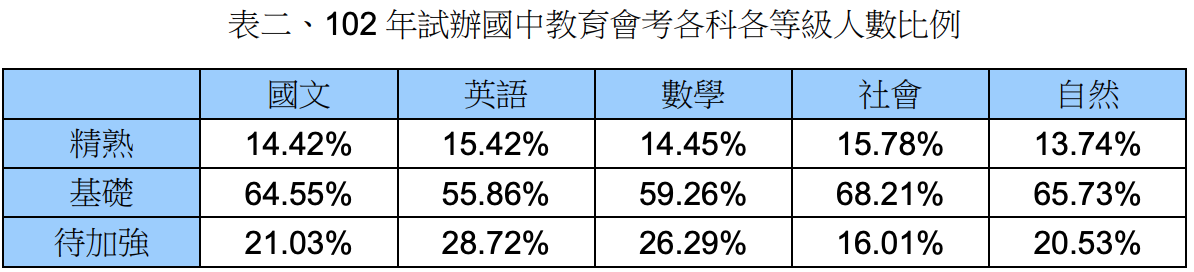 表二、102 年試辦國中教育會考各科各等級人數比例
國文 英語 數學 社會 自然
精熟 14.42% 15.42% 14.45% 15.78% 13.74%
基礎 64.55% 55.86% 59.26% 68.21% 65.73%
待加強 21.03% 28.72% 26.29% 16.01% 20.53%